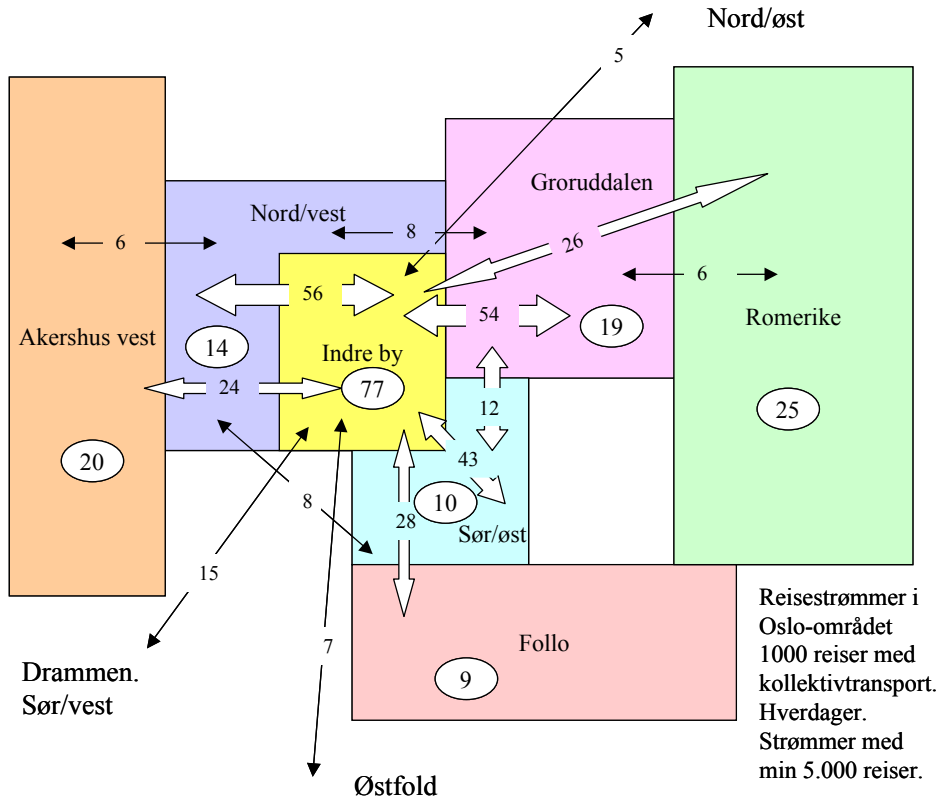 Nord/øst
5
Groruddalen
Nord/vest
6
8
26
6
56
54
19
Romerike
Akershus vest
14
Indre by
24
77
12
25
20
43
8
10
28
Sør/øst
15
7
Follo
9
Drammen.
Sør/vest
Østfold
Reisestrømmer i
Oslo-området
1000 reiser med
kollektivtransport.
Hverdager.
Strømmer med
min 5.000 reiser.